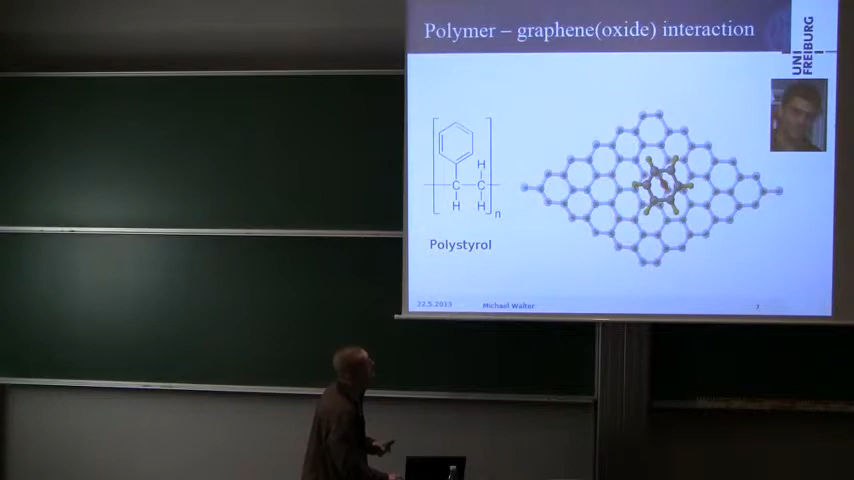 Polymer – graphene(oxide) interaction
UNI
FREIBURG
H
C
C
H
H
n
Polystyrol
22.5.2013
Michael Walter
7